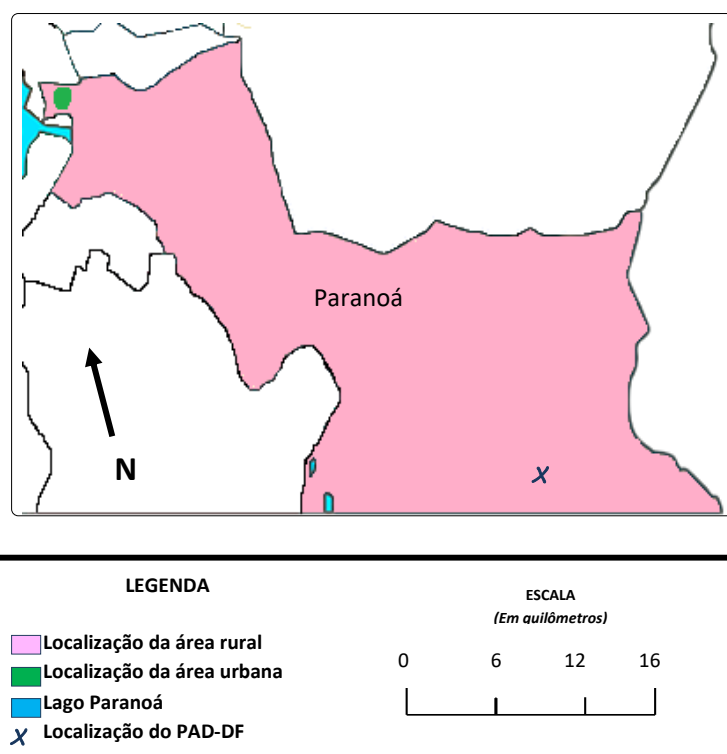 Paranoá
N
LEGENDA
Localização da área rural
Localização da área urbana
Lago Paranoá
x Localização do PAD-DF
ESCALA
(Em quilômetros)
0 6 12 16